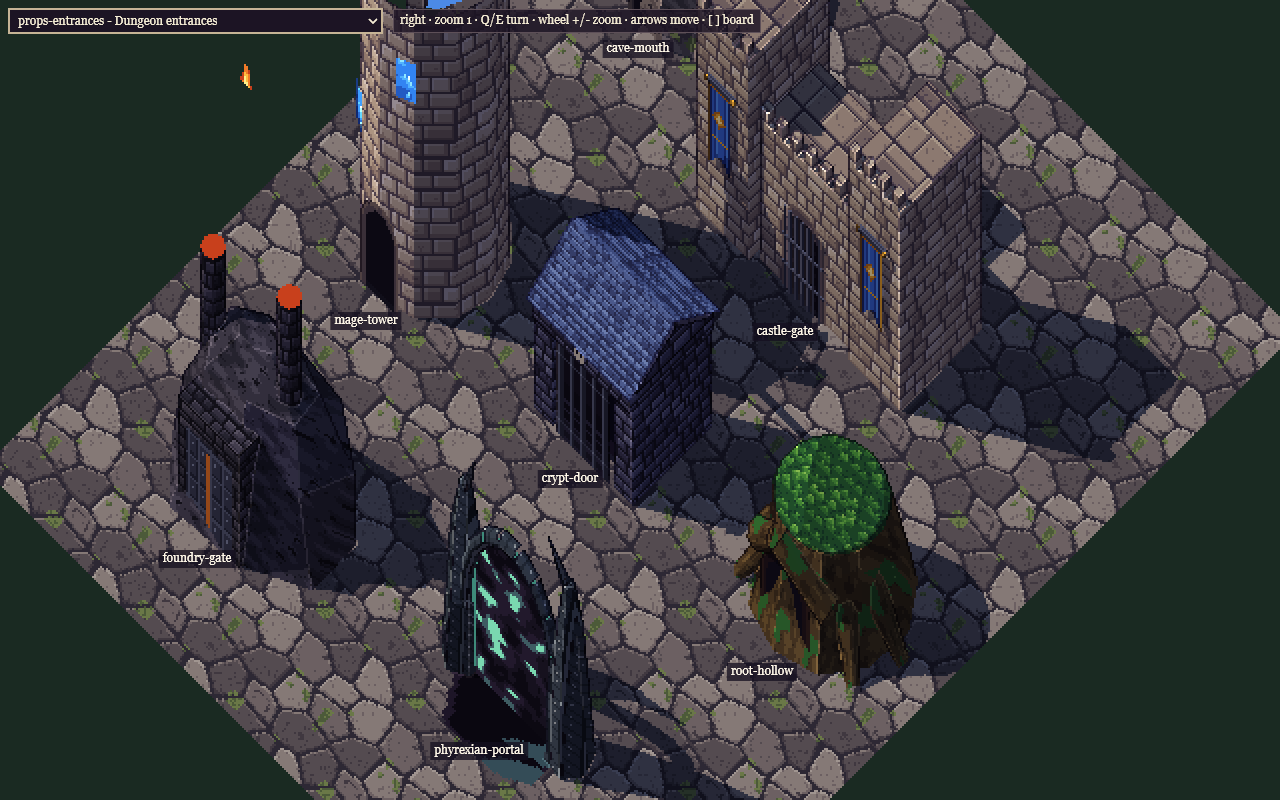 props-entrances - Dungeon entrances
right · zoom 1 · Q/E turn · wheel +/- zoom · arrows move · [ ] board
cave-mouth
mage-tower
castle-gate
crypt-door
foundry-gate
root-hollow
phyrexian-portal